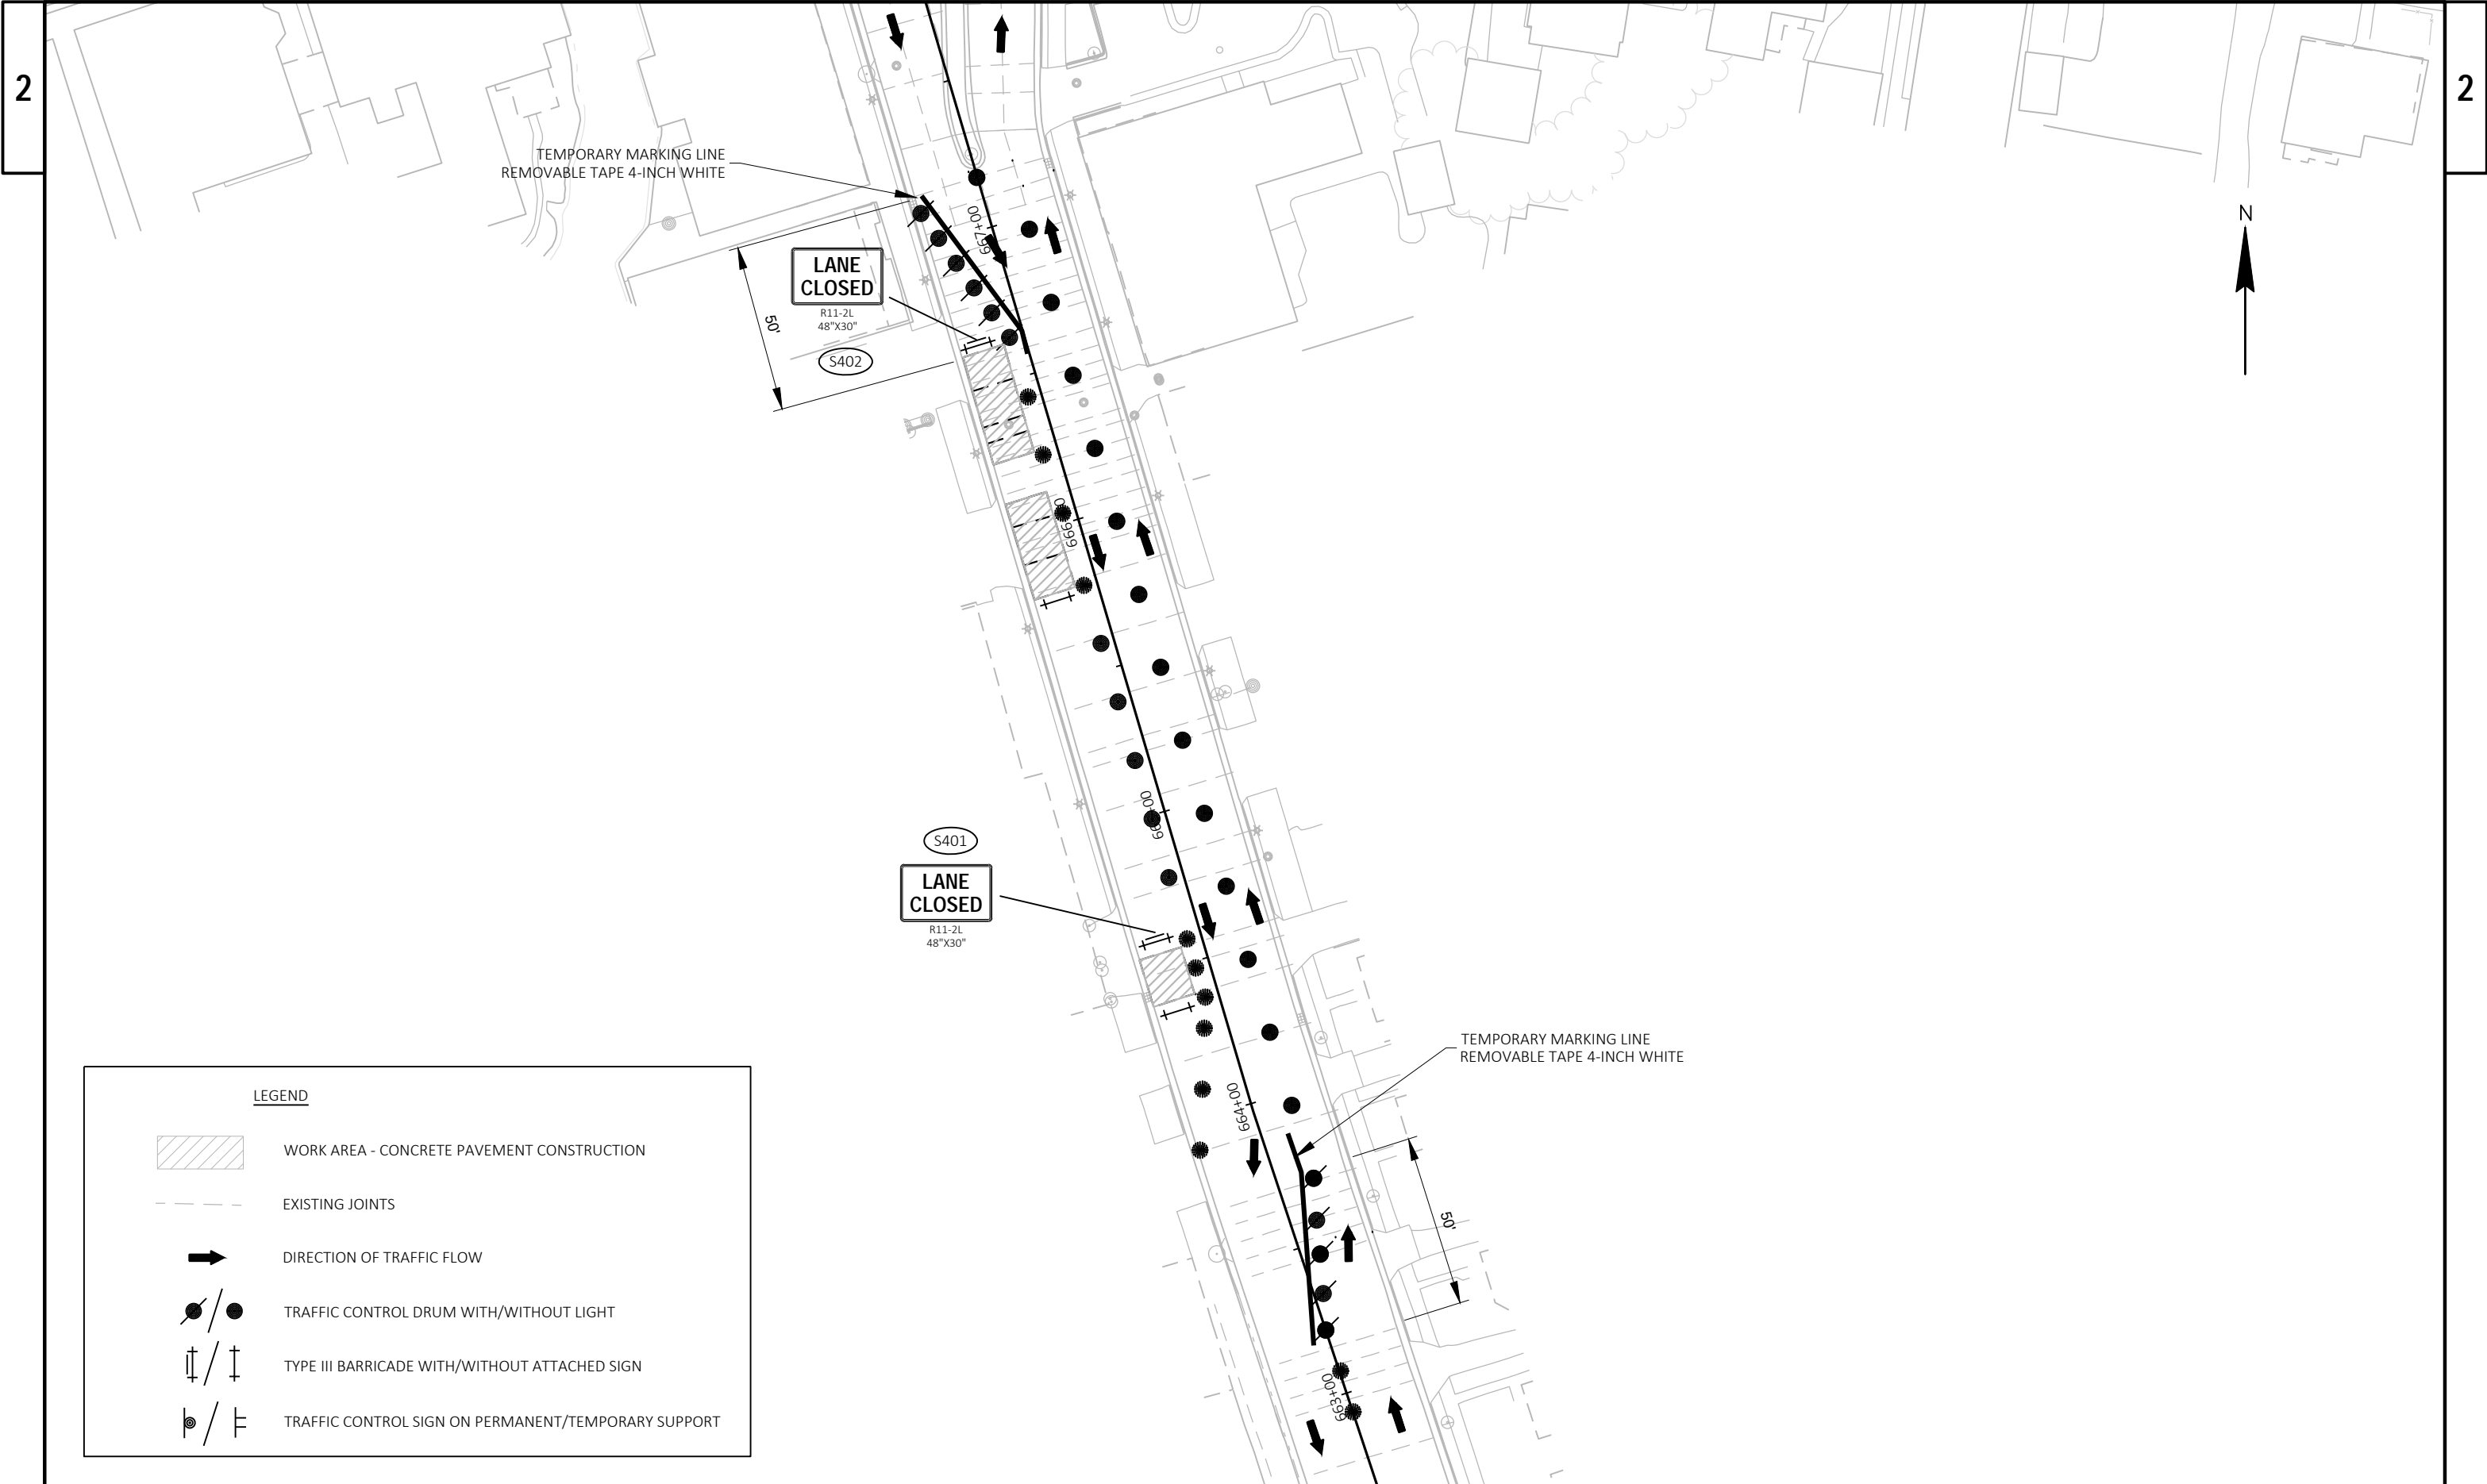 2
2
TEMPORARY MARKING LINE
REMOVABLE TAPE 4-INCH WHITE
N
667+00
LANE
CLOSED
R11-2L
48"X30"
50'
S402
666+00
665+00
S401
LANE
CLOSED
R11-2L
48"X30"
TEMPORARY MARKING LINE
REMOVABLE TAPE 4-INCH WHITE
664+00
50'
663+00
LEGEND
WORK AREA - CONCRETE PAVEMENT CONSTRUCTION
EXISTING JOINTS
DIRECTION OF TRAFFIC FLOW
TRAFFIC CONTROL DRUM WITH/WITHOUT LIGHT
TYPE III BARRICADE WITH/WITHOUT ATTACHED SIGN
TRAFFIC CONTROL SIGN ON PERMANENT/TEMPORARY SUPPORT